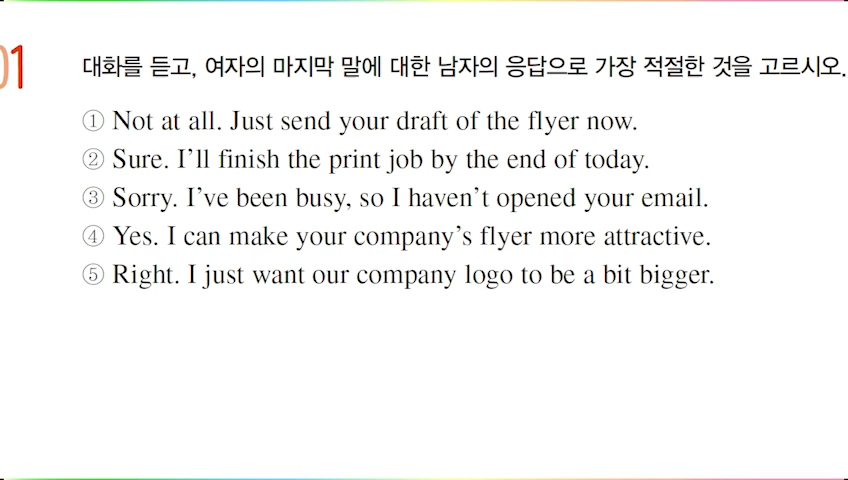 01
대화를 듣고, 여자의 마지막 말에 대한 남자의 응답으로 가장 적절한 것을 고르시오.
① Not at all. Just send your draft of the flyer now.
② Sure. I’ll finish the print job by the end of today.
③ Sorry. I’ve been busy, so I haven’t opened your email.
④ Yes. I can make your company’s flyer more attractive.
⑤ Right. I just want our company logo to be a bit bigger.